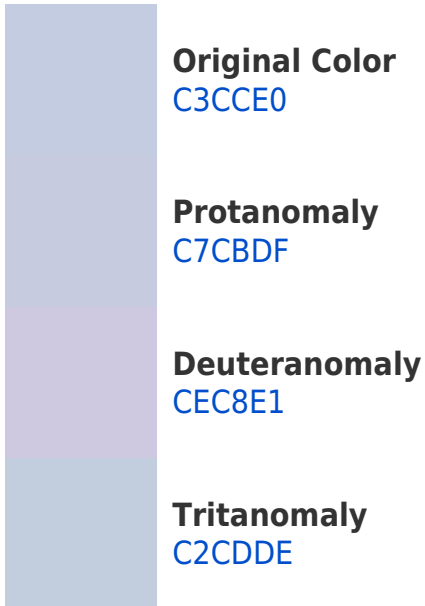 Original Color
C3CCE0
Protanomaly
C7CBDF
Deuteranomaly
CEC8E1
Tritanomaly
C2CDDE